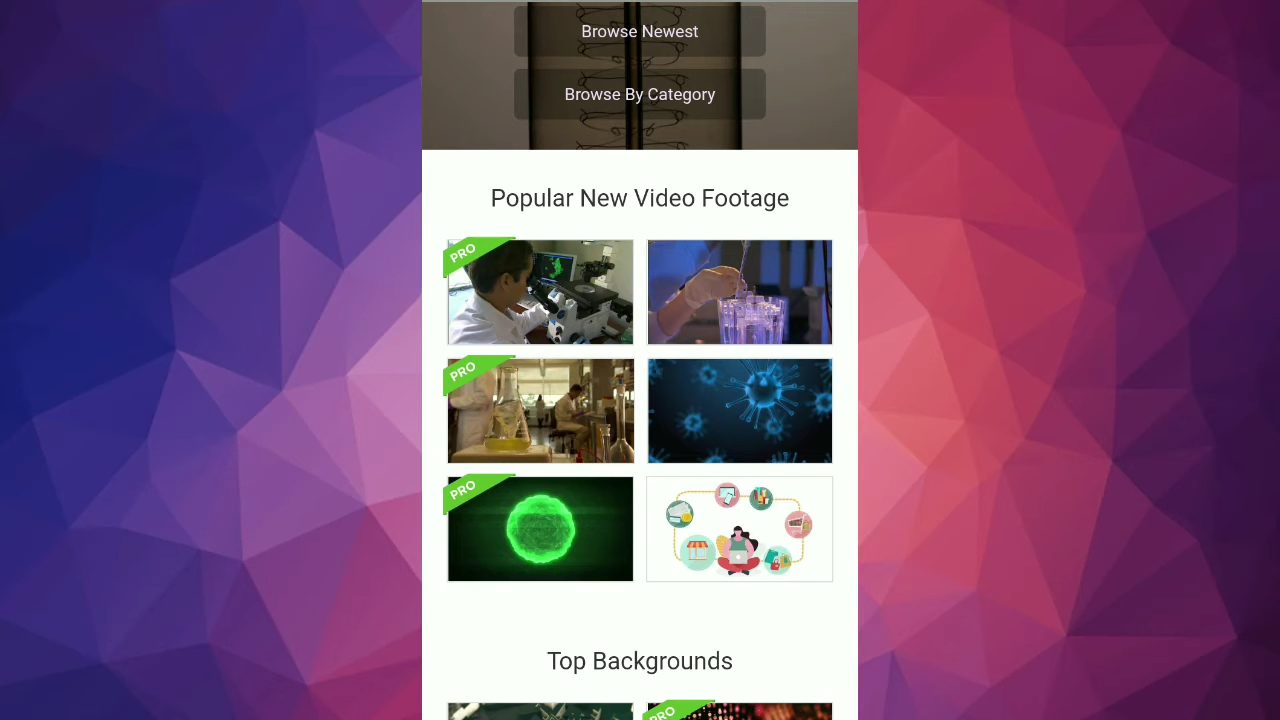 Browse Newest
Browse By Category
Popular New Video Footage
PRO
PRO
PRO
Top Backgrounds
PRO